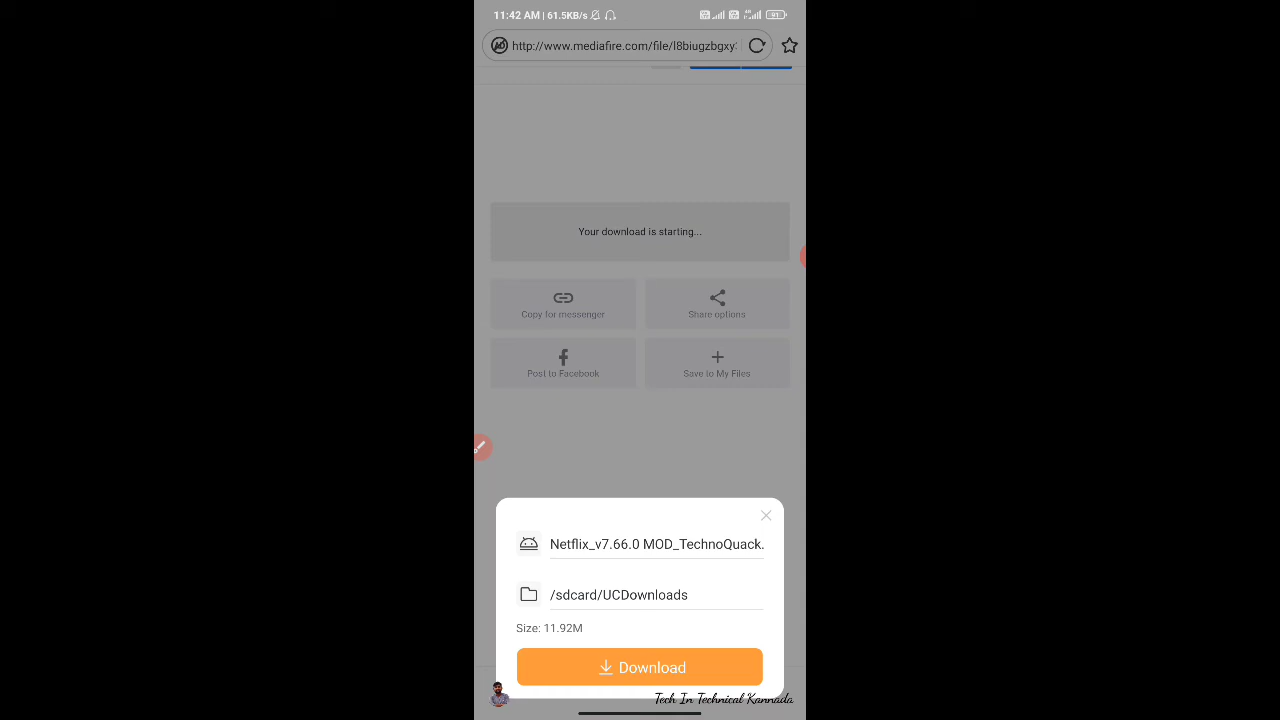 11:42 AM | 61.5KB/s
91
http://www.mediafire.com/file/l8biugzbgxy
Your download is starting...
Copy for messenger
Share options
Post to Facebook
Save to My Files
Netflix_v7.66.0 MOD_TechnoQuack.
/sdcard/UCDownloads
Size: 11.92M
Download
Tech In Technical Kannada